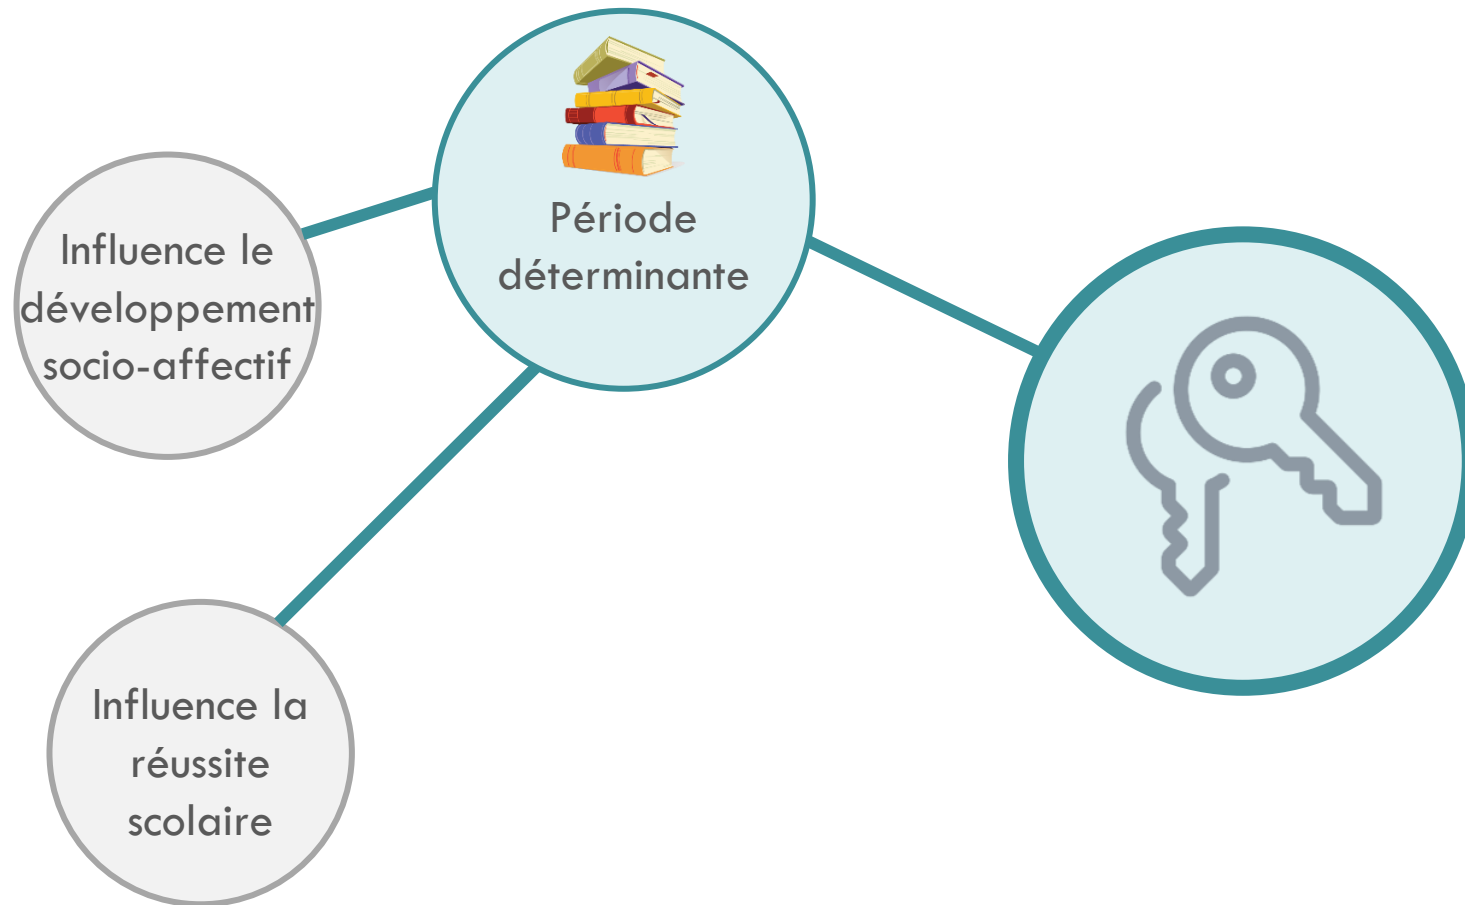 Période
déterminante
Influence le
développement
socio-affectif
Influence la
réussite
scolaire